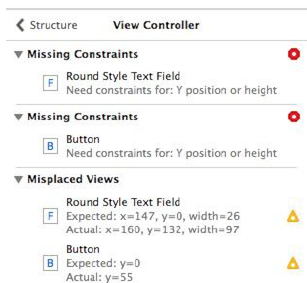 Structure View Controller
Missing Constraints
F Round Style Text Field
Need constraints for: Y position or height
Missing Constraints
B Button
Need constraints for: Y position or height
Misplaced Views
F Round Style Text Field
Expected: x=147, y=0, width=26
Actual: x=160, y=132, width=97
B Button
Expected: y=0
Actual: y=55